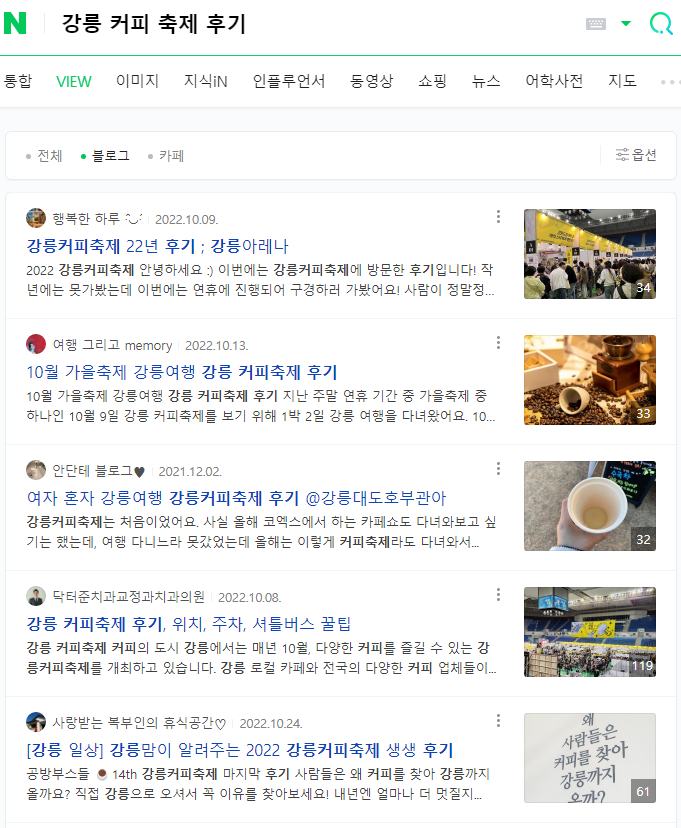 N 강릉 커피 축제 후기
통합 VIEW 이미지 지식iN 인플루언서 동영상 쇼핑 뉴스 어학사전 지도
전체 블로그 카페 옵션
행복한 하루 2022.10.09.
강릉커피축제 22년 후기 ; 강릉아레나
2022 강릉커피축제 안녕하세요 :) 이번에는 강릉커피축제에 방문한 후기입니다! 작
년에는 못가봤는데 이번에는 연휴에 진행되어 구경하러 가봤어요! 사람이 정말정...
34
여행 그리고 memory 2022.10.13.
10월 가을축제 강릉여행 강릉 커피축제 후기
10월 가을축제 강릉여행 강릉 커피축제 후기 지난 주말 연휴 기간 중 가을축제 중
하나인 10월 9일 강릉 커피축제를 보기 위해 1박 2일 강릉 여행을 다녀왔어요. 10...
33
안단테 블로그♥ 2021.12.02.
여자 혼자 강릉여행 강릉커피축제 후기 @강릉대도호부관아
강릉커피축제는 처음이었어요. 사실 올해 코엑스에서 하는 카페쇼도 다녀와보고 싶
기는 했는데, 여행 다니느라 못갔었는데 올해는 이렇게 커피축제라도 다녀와서...
32
닥터준치과교정과치과의원 2022.10.08.
강릉 커피축제 후기, 위치, 주차, 셔틀버스 꿀팁
강릉 커피축제 커피의 도시 강릉에서는 매년 10월, 다양한 커피를 즐길 수 있는 강
릉커피축제를 개최하고 있습니다. 강릉 로컬 카페와 전국의 다양한 커피 업체들이...
119
사랑받는 복부인의 휴식공간♡ 2022.10.24.
[강릉 일상] 강릉맘이 알려주는 2022 강릉커피축제 생생 후기
공방부스들 14th 강릉커피축제 마지막 후기 사람들은 왜 커피를 찾아 강릉까지
올까요? 직접 강릉으로 오셔서 꼭 이유를 찾아보세요! 내년엔 얼마나 더 멋질지...
왜
사람들은
커피를 찾아
강릉까지
올까?
61